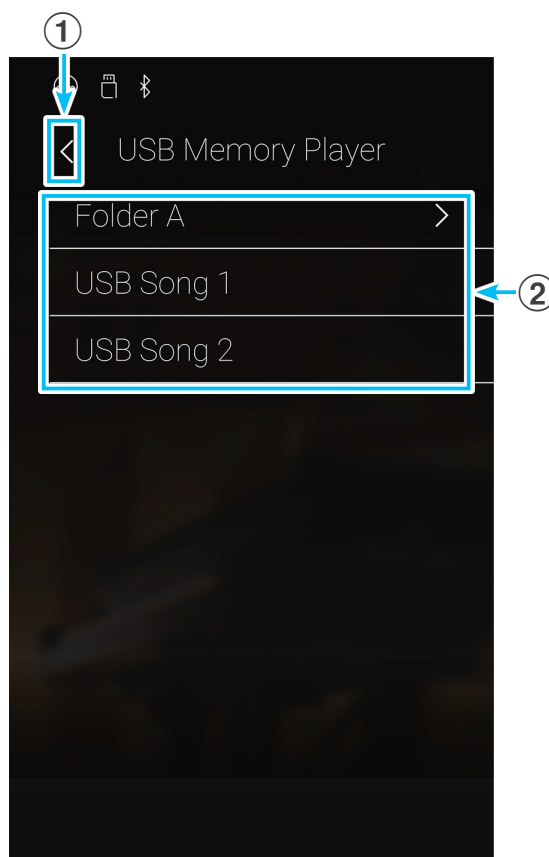 ①
< USB Memory Player
Folder A >
②
USB Song 1
USB Song 2